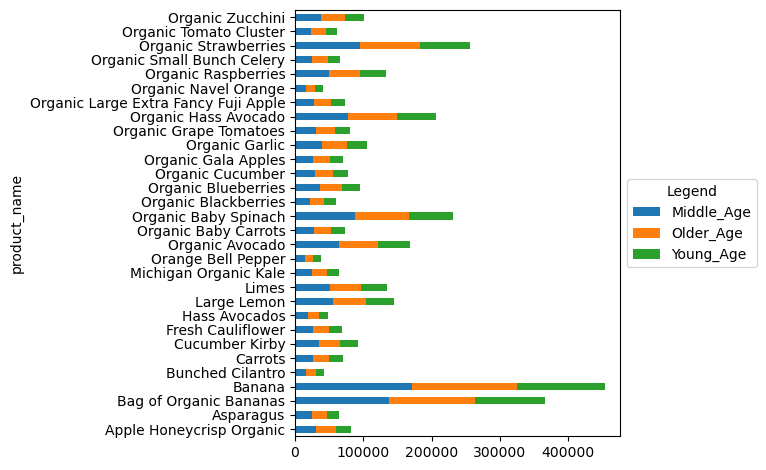 Organic Zucchini
Organic Tomato Cluster
Organic Strawberries
Organic Small Bunch Celery
Organic Raspberries
Organic Navel Orange
Organic Large Extra Fancy Fuji Apple
Organic Hass Avocado
Organic Grape Tomatoes
Organic Garlic
Organic Gala Apples
Organic Cucumber
Organic Blueberries
Organic Blackberries
Organic Baby Spinach
Organic Baby Carrots
Organic Avocado
Orange Bell Pepper
Michigan Organic Kale
Limes
Large Lemon
Hass Avocados
Fresh Cauliflower
Cucumber Kirby
Carrots
Bunched Cilantro
Banana
Bag of Organic Bananas
Asparagus
Apple Honeycrisp Organic
product_name
0 100000 200000 300000 400000
Legend
Middle_Age
Older_Age
Young_Age